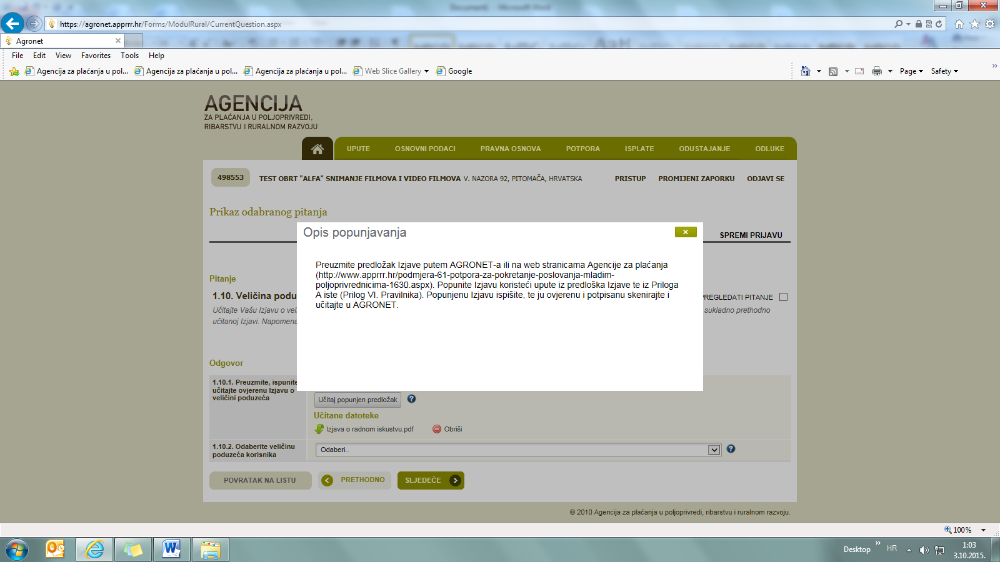 https://agronet.apprrr.hr/Forms/ModulRural/CurrentQuestion.aspx
Agronet
File Edit View Favorites Tools Help
Agencija za plaćanja u pol... Agencija za plaćanja u pol... Agencija za plaćanja u pol... Web Slice Gallery Google Page Safety
AGENCIJA
ZA PLAĆANJA U POLJOPRIVREDI,
RIBARSTVU I RURALNOM RAZVOJU
UPUTE OSNOVNI PODACI PRAVNA OSNOVA POTPORA ISPLATE ODUSTAJANJE ODLUKE
498553 TEST OBRT "ALFA" SNIMANJE FILMOVA I VIDEO FILMOVA V. NAZORA 92, PITOMAČA, HRVATSKA PRISTUP PROMIJENI ZAPORKU ODJAVI SE
Prikaz odabranog pitanja
SPREMI PRIJAVU
Opis popunjavanja
Preuzmite predložak Izjave putem AGRONET-a ili na web stranicama Agencije za plaćanja
(http://www.apprrr.hr/podmjera-61-potpora-za-pokretanje-poslovanja-mladim-
poljoprivrednicima-1630.aspx). Popunite Izjavu koristeći upute iz predloška Izjave te iz Priloga
A iste (Prilog VI. Pravilnika). Popunjenu Izjavu ispišite, te ju ovjerenu i potpisanu skenirajte i
učitajte u AGRONET.
Pitanje
1.10. Veličina podu
REGLEDATI PITANJE
Učitajte Vašu Izjavu o vel
sukladno prethodno
učitanoj Izjavi. Napomena
Odgovor
1.10.1. Preuzmite, ispunite
učitajte ovjerenu Izjavu o
veličini poduzeća
Učitaj popunjen predložak
Učitane datoteke
Izjava o radnom iskustvu.pdf Obriši
1.10.2. Odaberite veličinu
poduzeća korisnika
Odaberi..
POVRATAK NA LISTU PRETHODNO SLJEDEĆE
© 2010 Agencija za plaćanja u poljoprivredi, ribarstvu i ruralnom razvoju.
100%
Desktop HR 1:03
3.10.2015.